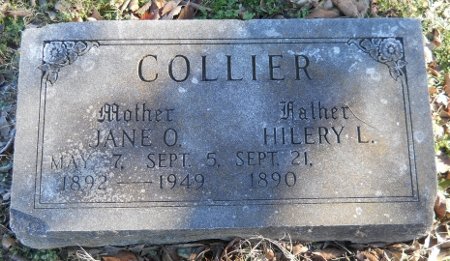 COLLIER
Mother Father
JANE O. HILERY L.
MAY 7, SEPT. 5, SEPT. 21,
1892 — 1949 1890